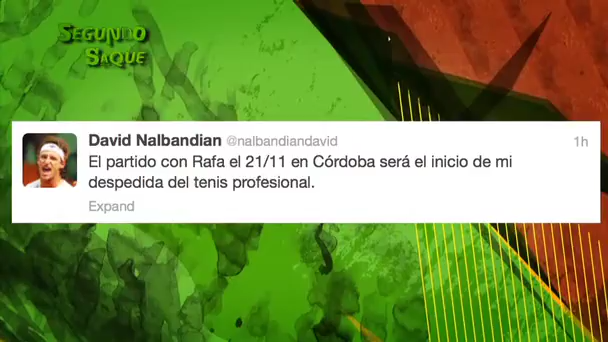 SEGUNDO
SAQUE
David Nalbandian @nalbandiandavid 1h
El partido con Rafa el 21/11 en Córdoba será el inicio de mi
despedida del tenis profesional.
Expand